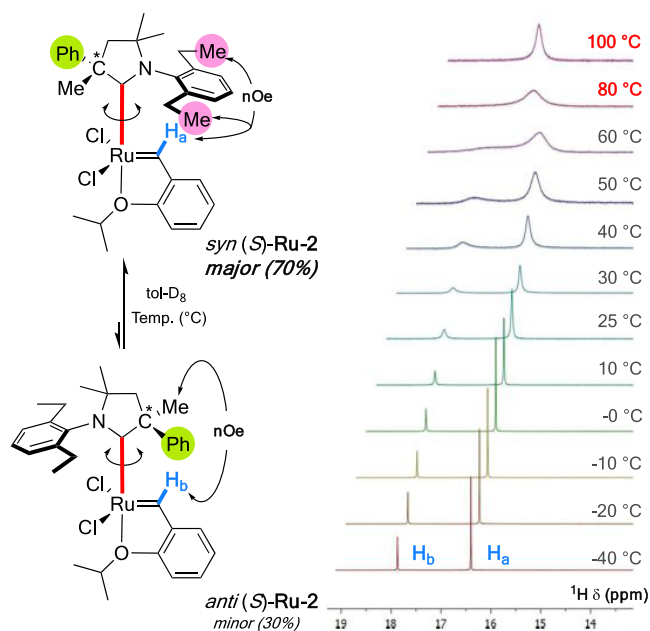 Ph
*
C
N
Me
Me
nOe
Me
Hₐ
Cl
Ru
Cl
O
syn (S)-Ru-2
major (70%)
tol-D₈
Temp. (°C)
N
*
C
Me
nOe
Ph
H_b
Cl
Ru
Cl
O
anti (S)-Ru-2
minor (30%)
100 °C
80 °C
60 °C
50 °C
40 °C
30 °C
25 °C
10 °C
-0 °C
-10 °C
-20 °C
H_b Hₐ -40 °C
¹H δ (ppm)
19 18 17 16 15 14